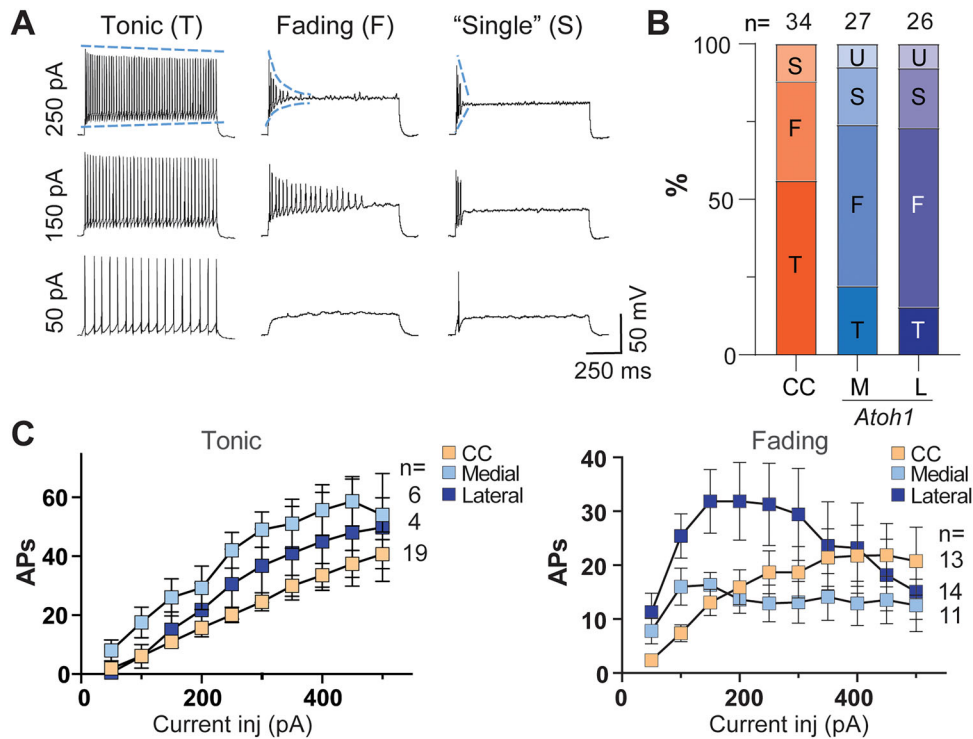 A
Tonic (T)
Fading (F)
“Single” (S)
250 pA
150 pA
50 pA
50 mV
250 ms
B
n= 34 27 26
100
50
0
%
S
F
T
U
S
F
T
U
S
F
T
CC
M
L
Atoh1
C
Tonic
CC
Medial
Lateral
n=
6
4
19
60
40
20
0
APs
0 200 400
Current inj (pA)
Fading
CC
Medial
Lateral
n=
13
14
11
40
30
20
10
0
APs
0 200 400
Current inj (pA)